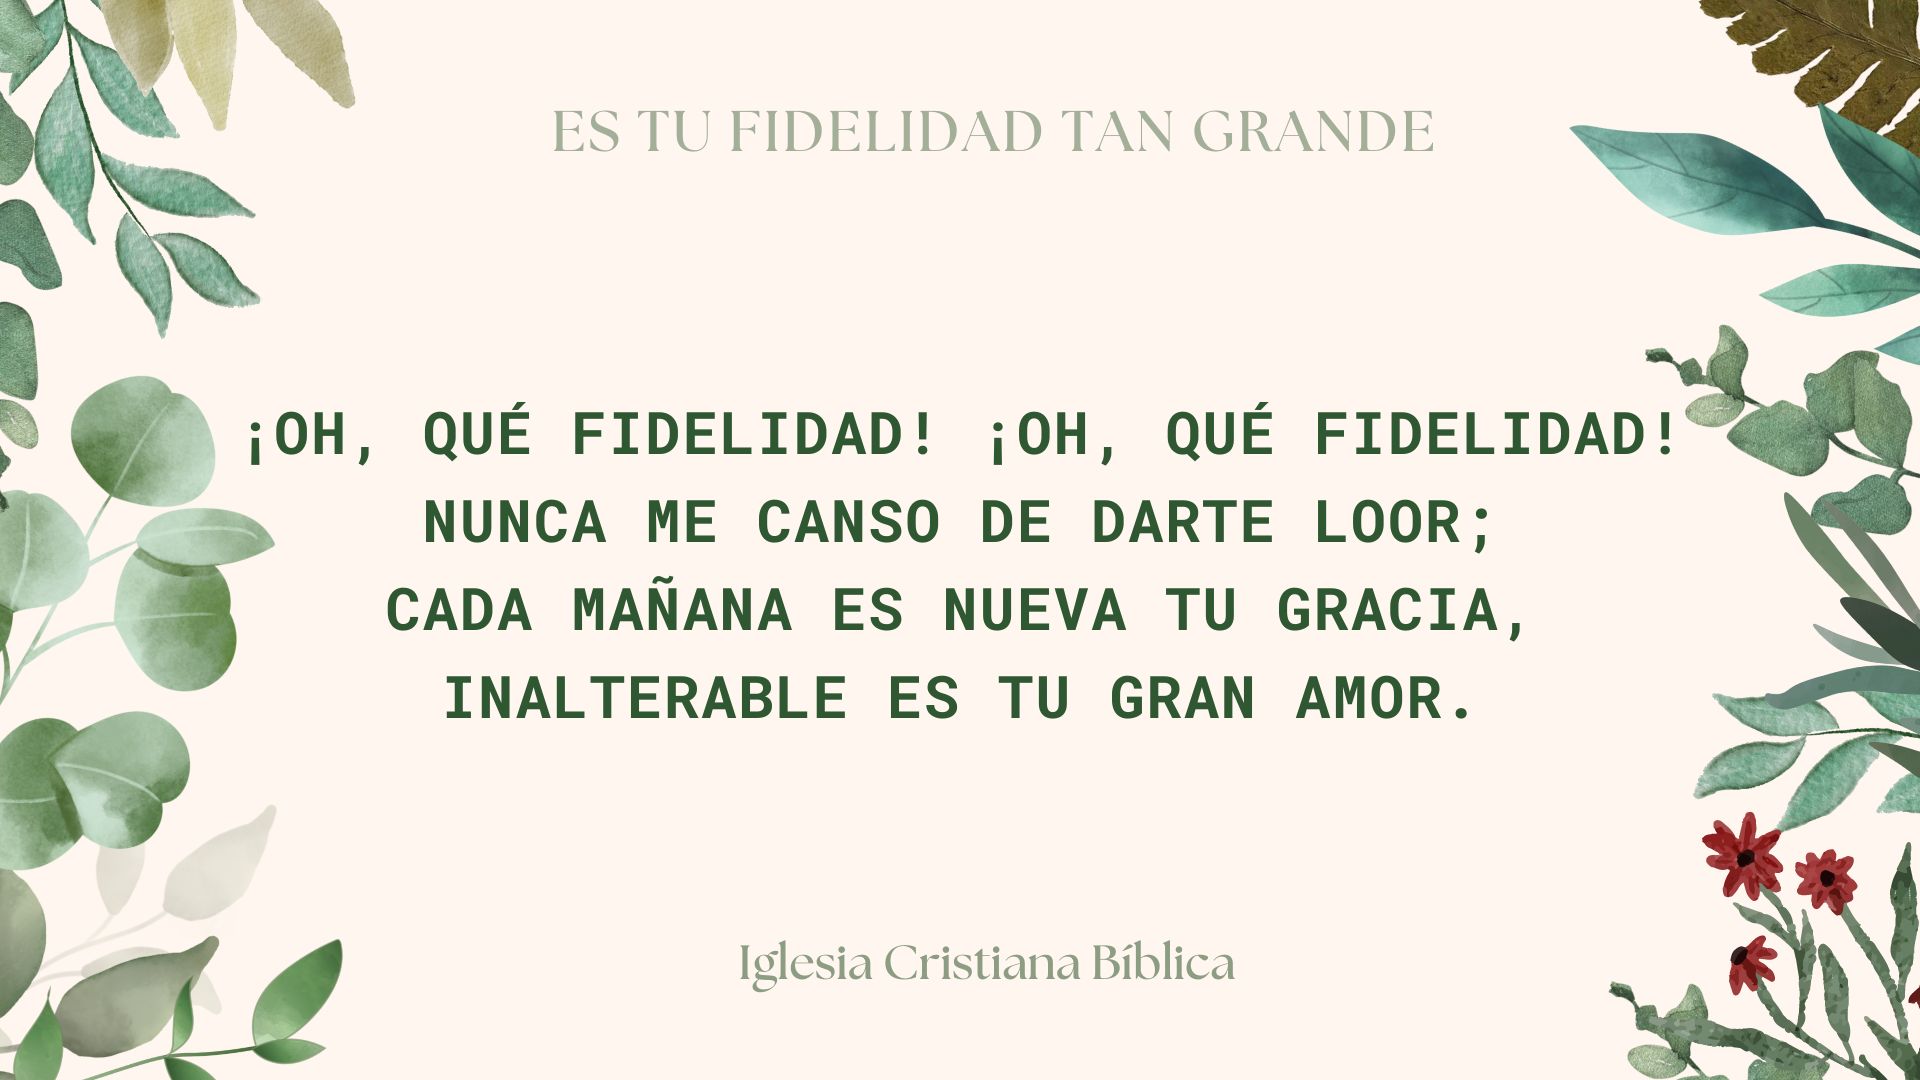 ES TU FIDELIDAD TAN GRANDE
¡OH, QUÉ FIDELIDAD! ¡OH, QUÉ FIDELIDAD!
NUNCA ME CANSO DE DARTE LOOR;
CADA MAÑANA ES NUEVA TU GRACIA,
INALTERABLE ES TU GRAN AMOR.
Iglesia Cristiana Bíblica